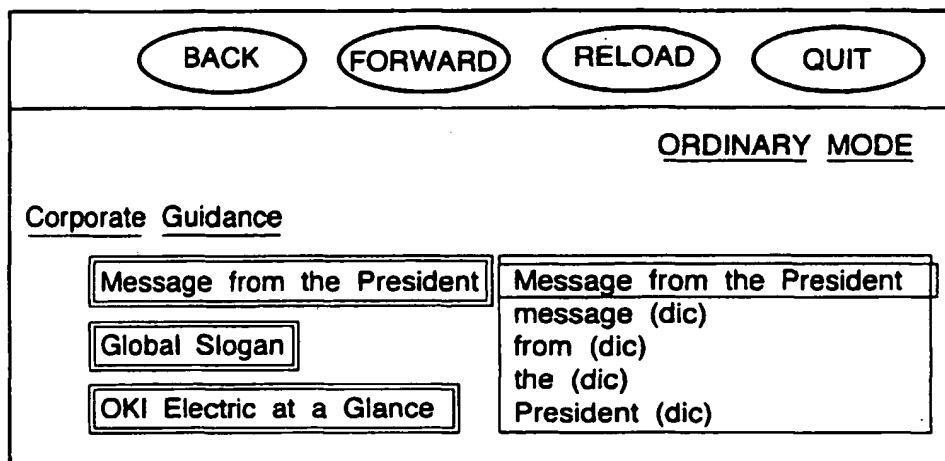 BACK FORWARD RELOAD QUIT
ORDINARY MODE
Corporate Guidance
Message from the President
Global Slogan
OKI Electric at a Glance
Message from the President
message (dic)
from (dic)
the (dic)
President (dic)